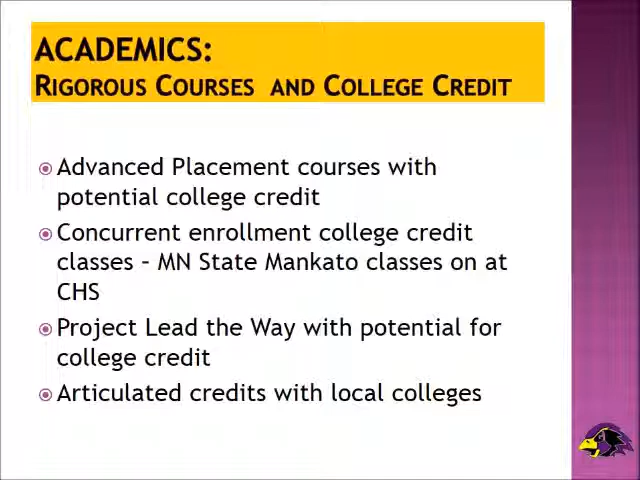 ACADEMICS:
RIGOROUS COURSES AND COLLEGE CREDIT
Advanced Placement courses with
potential college credit
Concurrent enrollment college credit
classes – MN State Mankato classes on at
CHS
Project Lead the Way with potential for
college credit
Articulated credits with local colleges